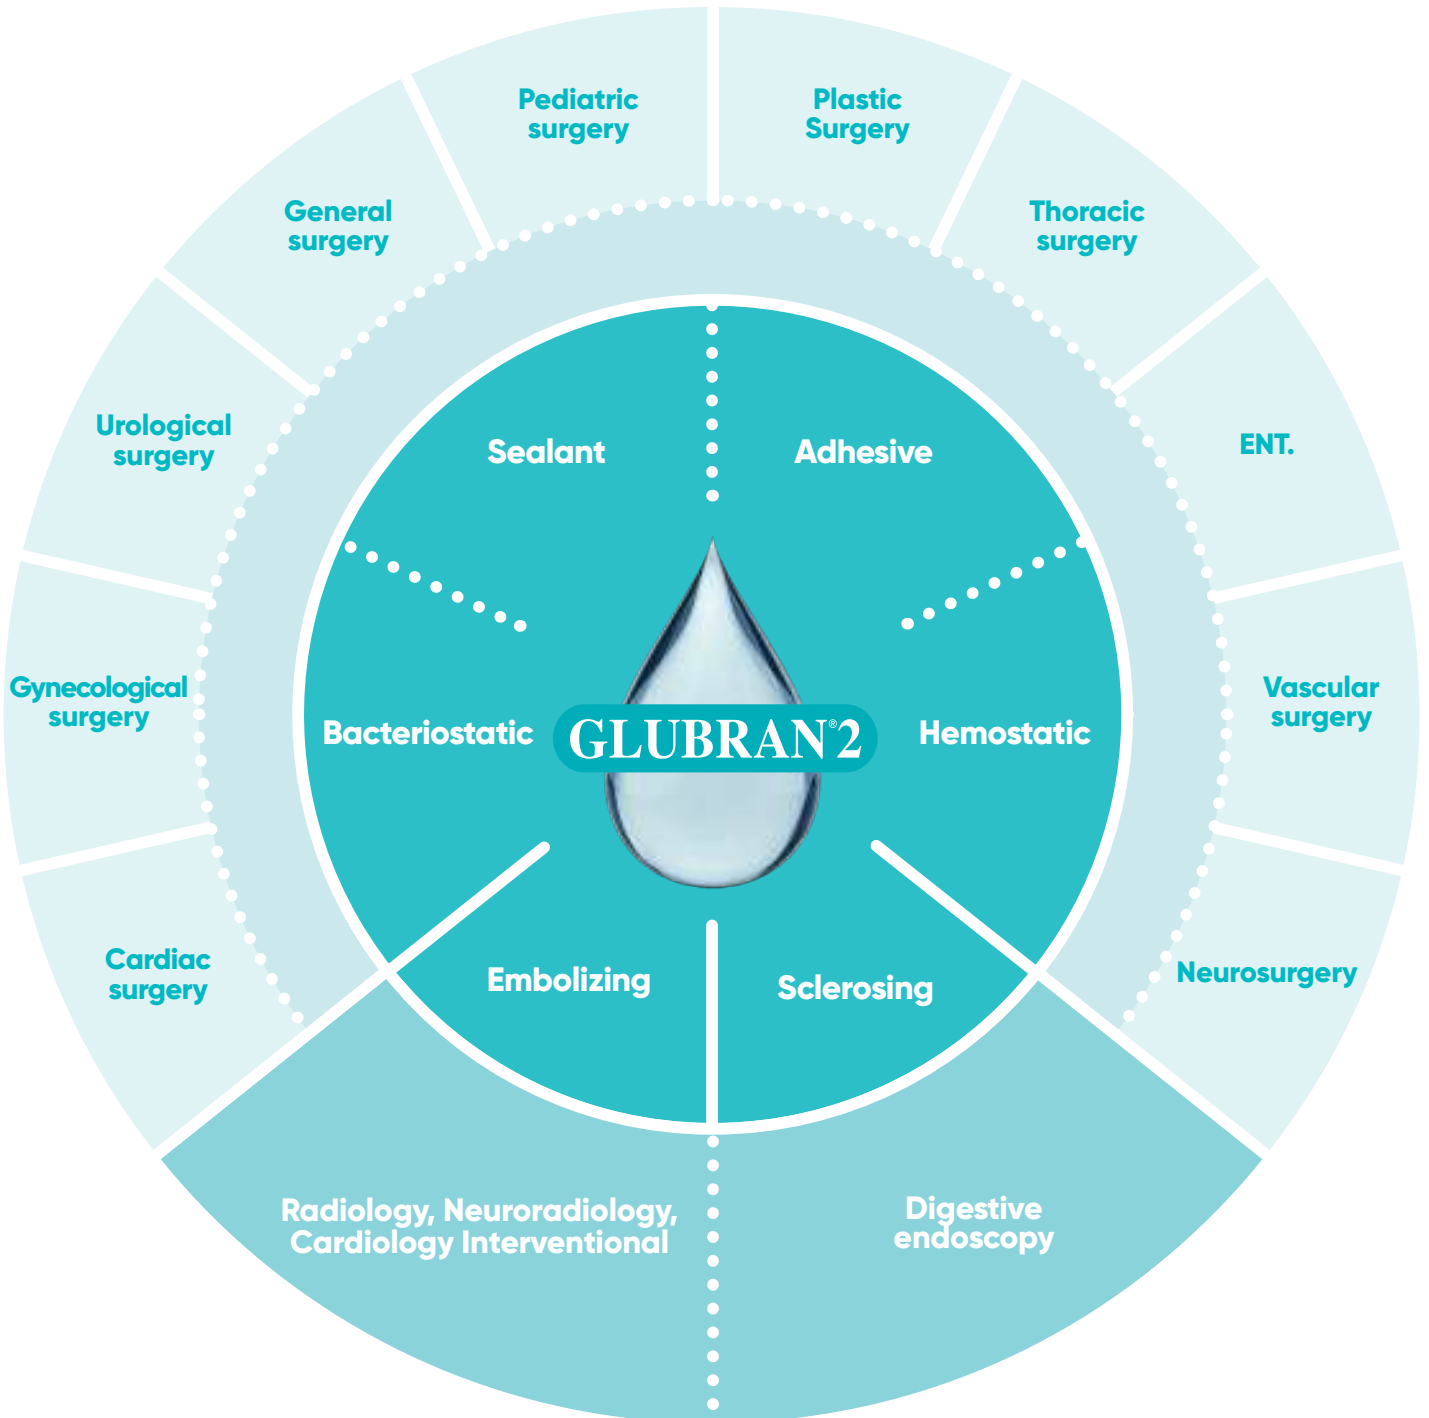 Pediatric
surgery
Plastic
Surgery
General
surgery
Thoracic
surgery
Urological
surgery
ENT.
Sealant
Adhesive
Gynecological
surgery
Vascular
surgery
Bacteriostatic
GLUBRAN®2
Hemostatic
Cardiac
surgery
Neurosurgery
Embolizing
Sclerosing
Radiology, Neuroradiology,
Cardiology Interventional
Digestive
endoscopy